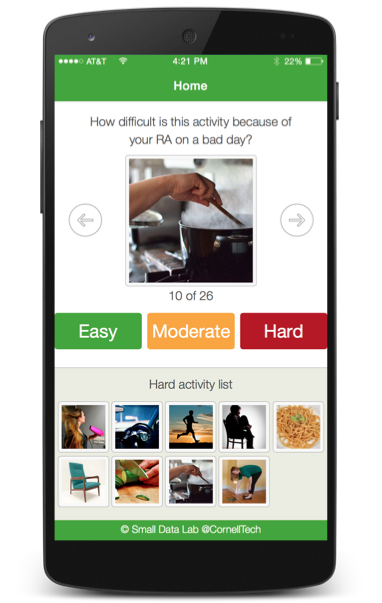 AT&T 4:21 PM 22%
Home
How difficult is this activity because of
your RA on a bad day?
10 of 26
Easy Moderate Hard
Hard activity list
© Small Data Lab @CornellTech